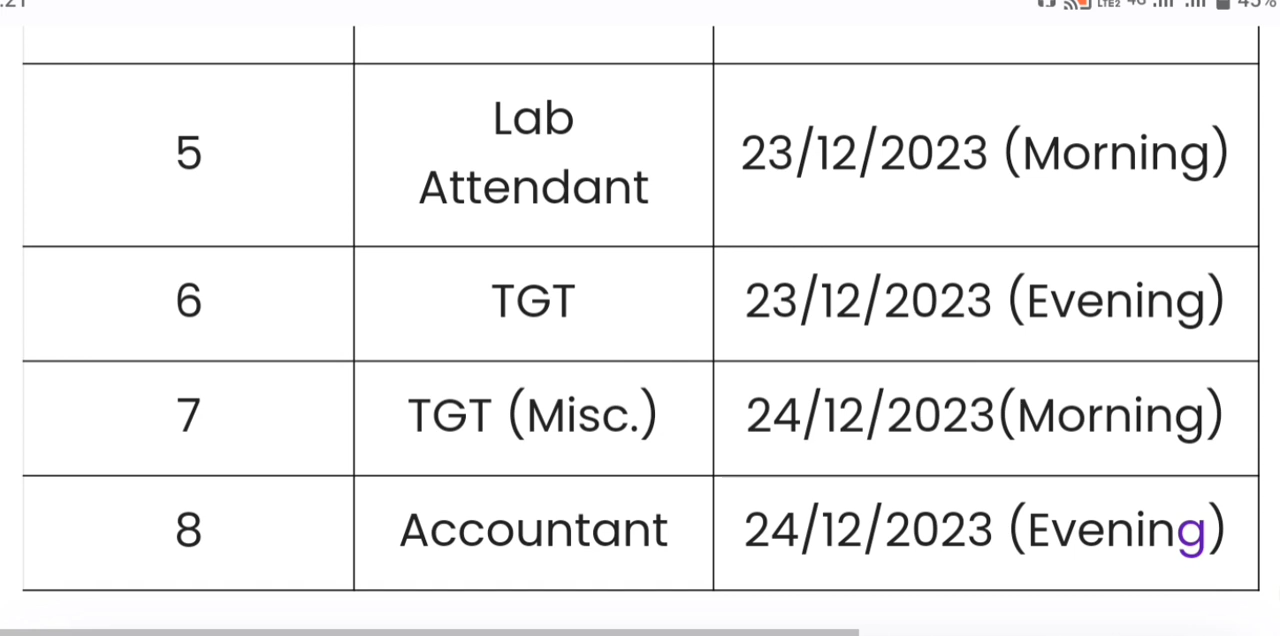 5 Lab Attendant 23/12/2023 (Morning)
6 TGT 23/12/2023 (Evening)
7 TGT (Misc.) 24/12/2023(Morning)
8 Accountant 24/12/2023 (Evening)